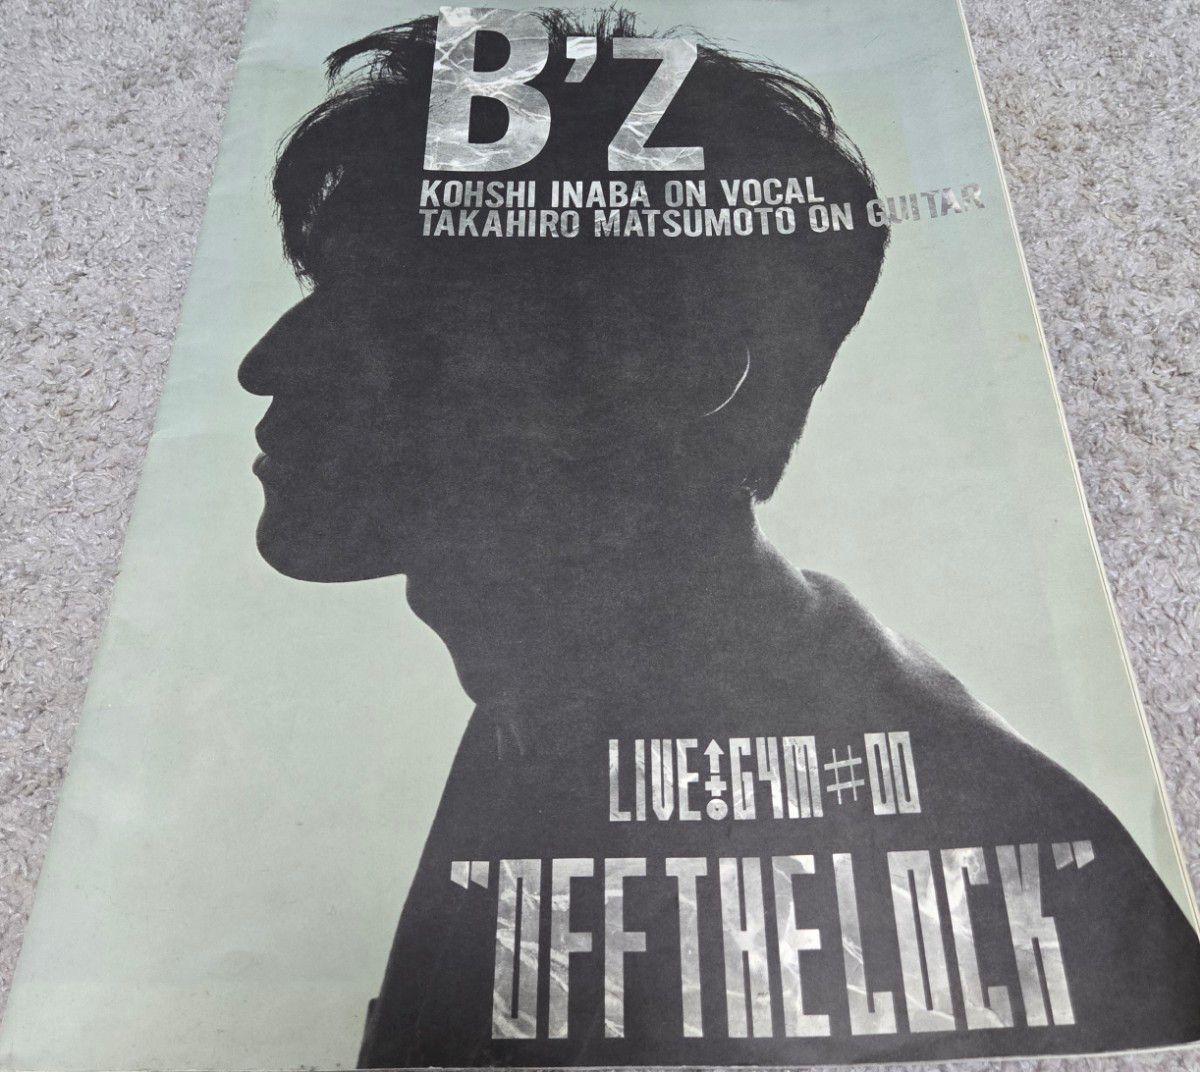 B'Z
KOHSHI INABA ON VOCAL
TAKAHIRO MATSUMOTO ON GUITAR
LIVE GYM #00
"OFF THE LOCK"